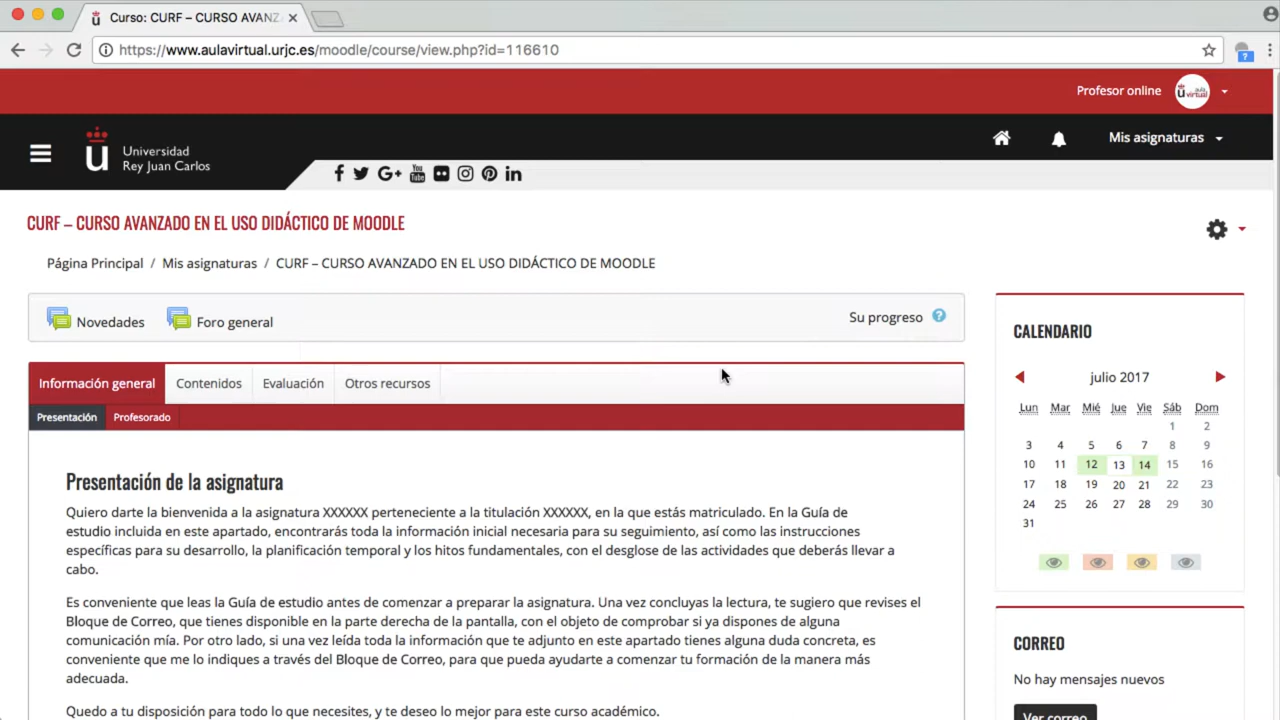 Curso: CURF – CURSO AVANZ
https://www.aulavirtual.urjc.es/moodle/course/view.php?id=116610
Profesor online
aula
virtual
Universidad
Rey Juan Carlos
Mis asignaturas
You
Tube
CURF – CURSO AVANZADO EN EL USO DIDÁCTICO DE MOODLE
Página Principal / Mis asignaturas / CURF – CURSO AVANZADO EN EL USO DIDÁCTICO DE MOODLE
Novedades
Foro general
Su progreso
Información general
Contenidos
Evaluación
Otros recursos
Presentación
Profesorado
Presentación de la asignatura
Quiero darte la bienvenida a la asignatura XXXXXX perteneciente a la titulación XXXXXX, en la que estás matriculado. En la Guía de
estudio incluida en este apartado, encontrarás toda la información inicial necesaria para su seguimiento, así como las instrucciones
específicas para su desarrollo, la planificación temporal y los hitos fundamentales, con el desglose de las actividades que deberás llevar a
cabo.
Es conveniente que leas la Guía de estudio antes de comenzar a preparar la asignatura. Una vez concluyas la lectura, te sugiero que revises el
Bloque de Correo, que tienes disponible en la parte derecha de la pantalla, con el objeto de comprobar si ya dispones de alguna
comunicación mía. Por otro lado, si una vez leída toda la información que te adjunto en este apartado tienes alguna duda concreta, es
conveniente que me lo indiques a través del Bloque de Correo, para que pueda ayudarte a comenzar tu formación de la manera más
adecuada.
Quedo a tu disposición para todo lo que necesites, y te deseo lo mejor para este curso académico.
CALENDARIO
julio 2017
Lun Mar Mié Jue Vie Sáb Dom
1 2
3 4 5 6 7 8 9
10 11 12 13 14 15 16
17 18 19 20 21 22 23
24 25 26 27 28 29 30
31
CORREO
No hay mensajes nuevos
Ver correo